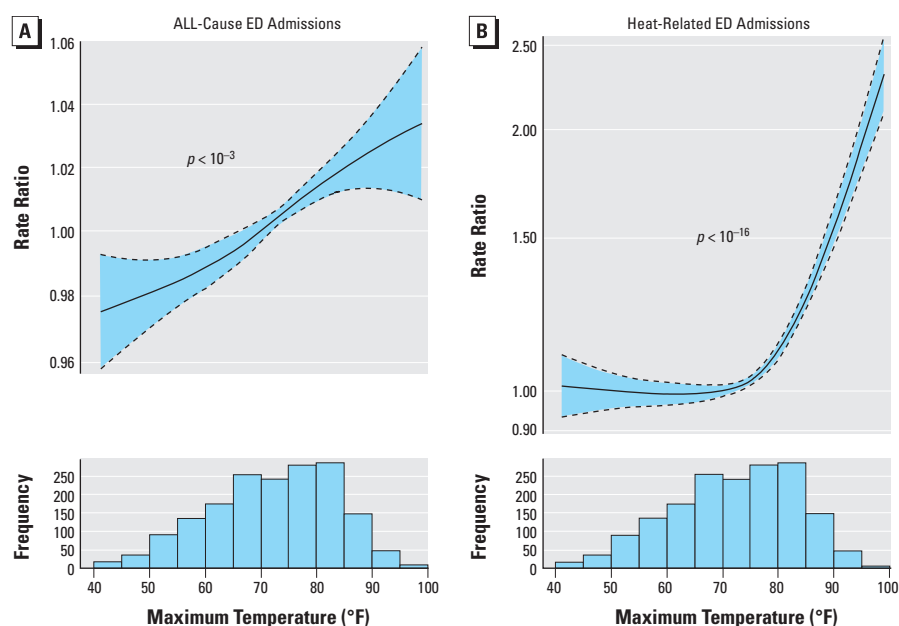 A
ALL-Cause ED Admissions
1.06
1.04
1.02
1.00
0.98
0.96
Rate Ratio
p < 10–3
250
200
150
100
50
0
Frequency
40 50 60 70 80 90 100
Maximum Temperature (°F)
B
Heat-Related ED Admissions
2.50
2.00
1.50
1.00
0.90
Rate Ratio
p < 10–16
250
200
150
100
50
0
Frequency
40 50 60 70 80 90 100
Maximum Temperature (°F)